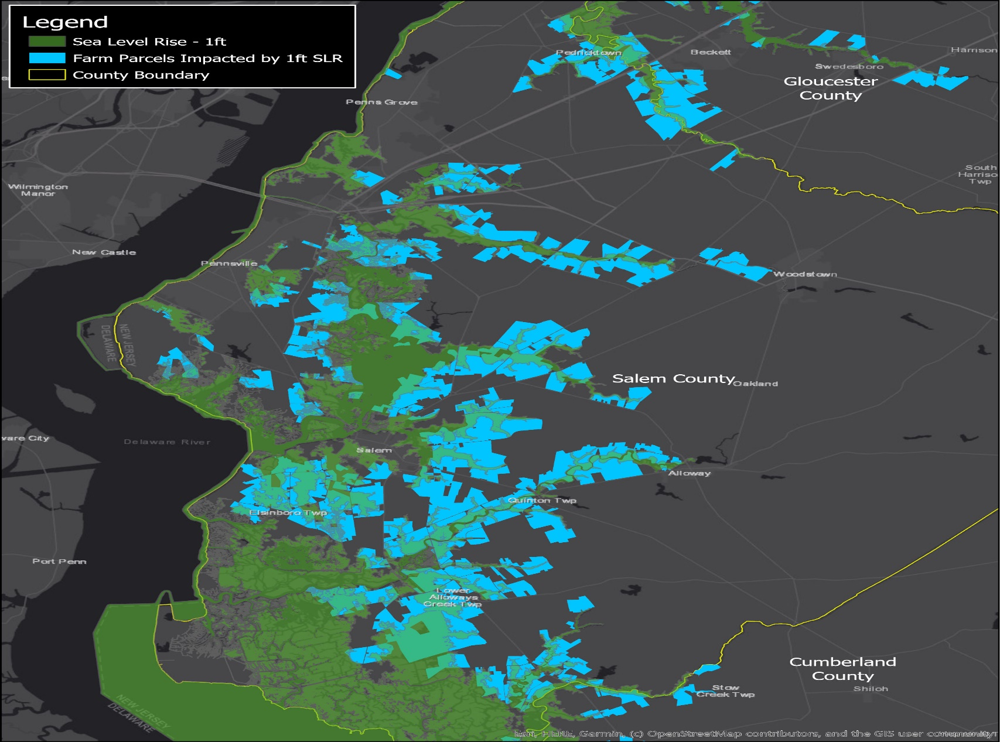 Legend
Sea Level Rise - 1ft
Farm Parcels Impacted by 1ft SLR
County Boundary
Pedricktown
Beckett
Harrison
Swedesboro
Gloucester
County
Penns Grove
South
Harriso
Twp
Wilmington
Manor
New Castle
Pennsville
Woodstown
NEW JERSEY
DELAWARE
Salem County
Oakland
ware City
Delaware River
Salem
Alloway
Quinton Twp
Elsinboro Twp
Port Penn
Lower
Alloways
Creek Twp
Cumberland
County
Stow
Creek Twp
Shiloh
NEW JERSEY
DELAWARE
Esri, HERE, Garmin, (c) OpenStreetMap contributors, and the GIS user community